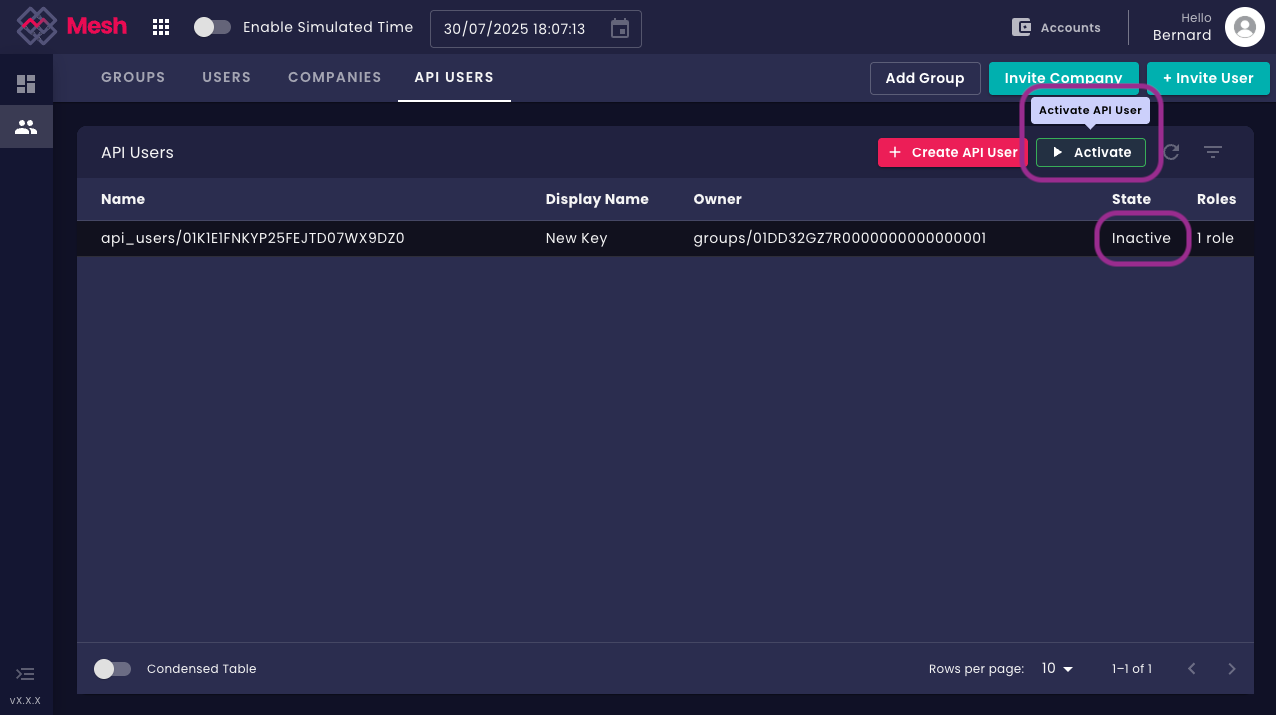 Mesh
Enable Simulated Time
30/07/2025 18:07:13
Accounts
Hello
Bernard
GROUPS USERS COMPANIES API USERS
Add Group
Invite Company
+ Invite User
Activate API User
API Users
+ Create API User
Activate
Name Display Name Owner State Roles
api_users/01K1E1FNKYP25FEJTD07WX9DZ0 New Key groups/01DD32GZ7R0000000000000001 Inactive 1 role
Condensed Table
Rows per page: 10 1–1 of 1
vX.X.X